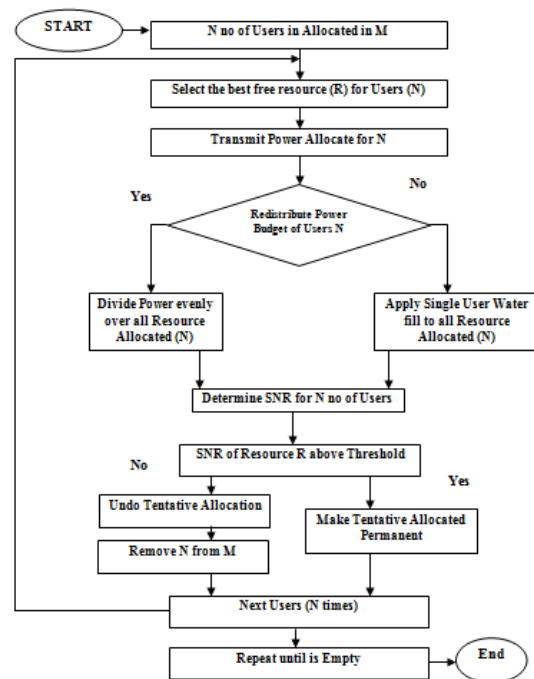 START
N no of Users in Allocated in M
Select the best free resource (R) for Users (N)
Transmit Power Allocate for N
Yes
No
Redistribute Power
Budget of Users N
Divide Power evenly
over all Resource
Allocated (N)
Apply Single User Water
fill to all Resource
Allocated (N)
Determine SNR for N no of Users
SNR of Resource R above Threshold
No
Yes
Undo Tentative Allocation
Make Tentative Allocated
Permanent
Remove N from M
Next Users (N times)
Repeat until is Empty
End